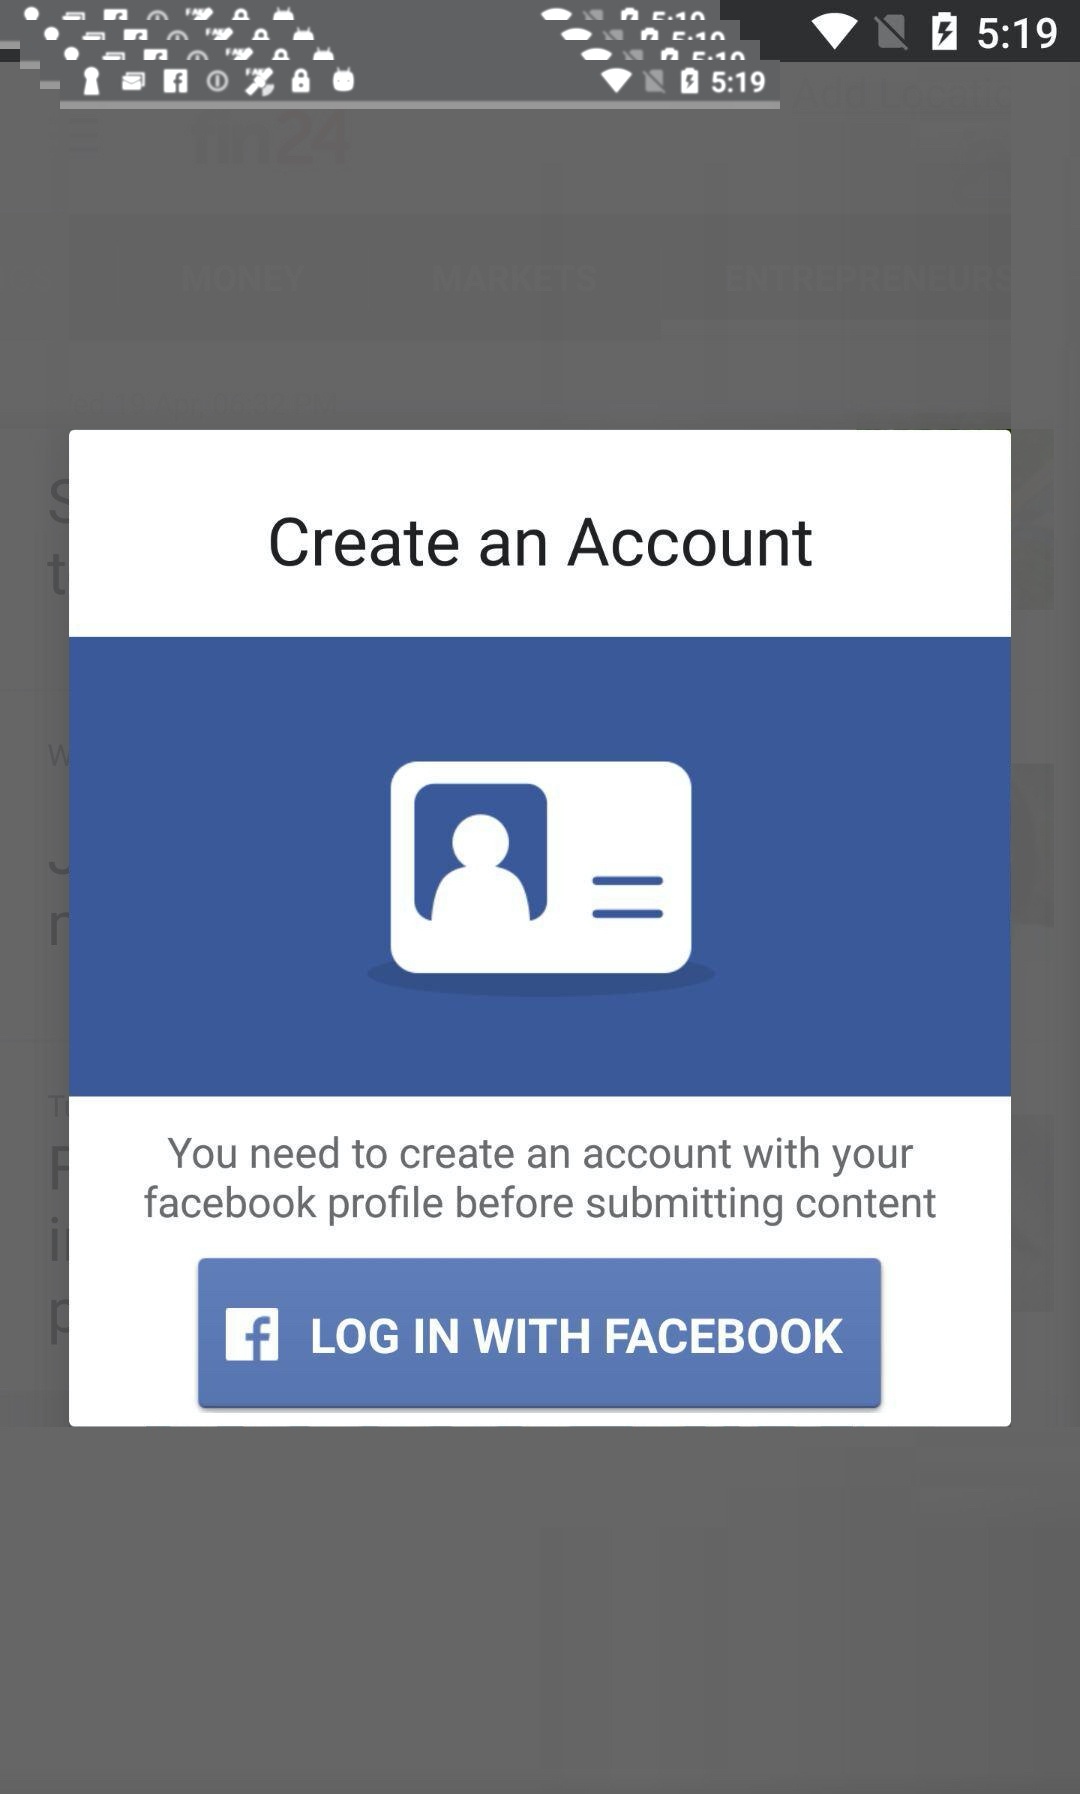 5:19
5:19
fin24
MONEY
MARKETS
ENTREPRENEURS
Create an Account
You need to create an account with your
facebook profile before submitting content
LOG IN WITH FACEBOOK